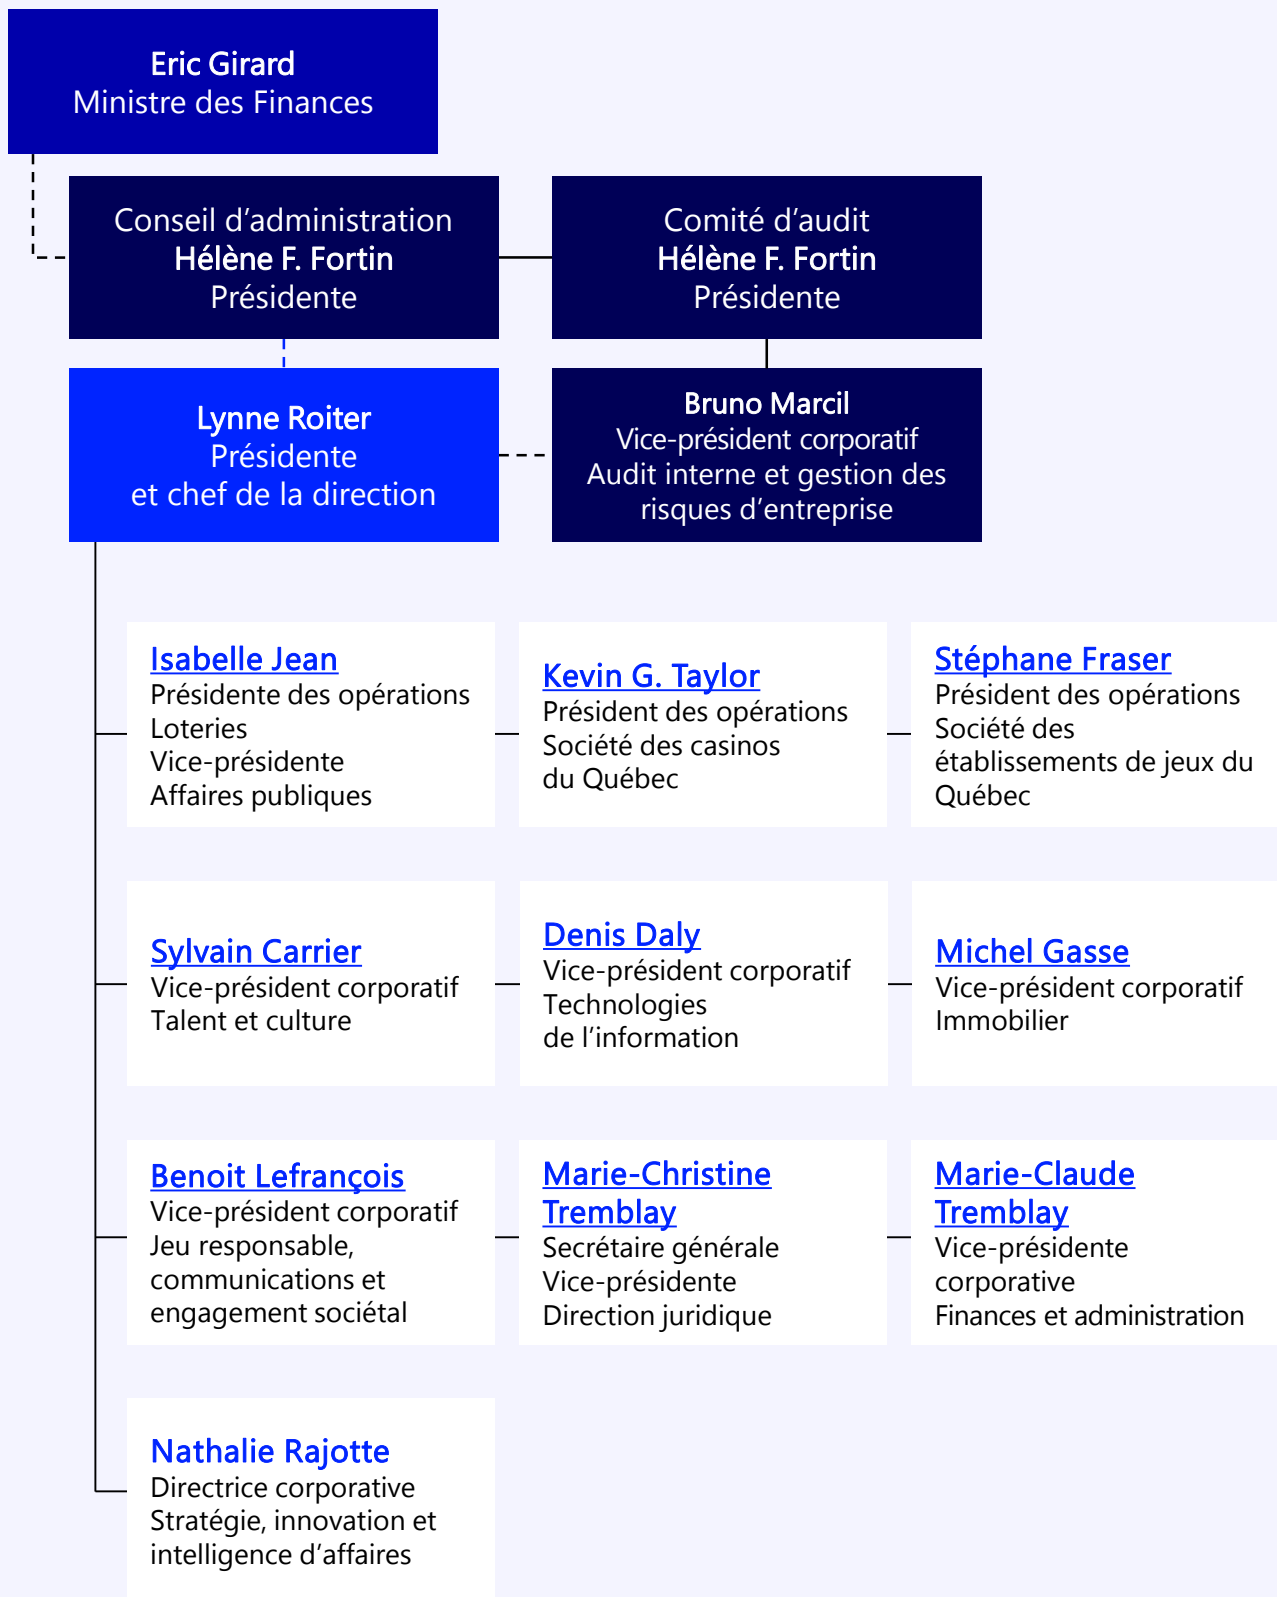 Eric Girard
Ministre des Finances
Conseil d’administration
Hélène F. Fortin
Présidente
Comité d’audit
Hélène F. Fortin
Présidente
Lynne Roiter
Présidente
et chef de la direction
Bruno Marcil
Vice-président corporatif
Audit interne et gestion des
risques d’entreprise
Isabelle Jean
Présidente des opérations
Loteries
Vice-présidente
Affaires publiques
Kevin G. Taylor
Président des opérations
Société des casinos
du Québec
Stéphane Fraser
Président des opérations
Société des
établissements de jeux du
Québec
Sylvain Carrier
Vice-président corporatif
Talent et culture
Denis Daly
Vice-président corporatif
Technologies
de l’information
Michel Gasse
Vice-président corporatif
Immobilier
Benoit Lefrançois
Vice-président corporatif
Jeu responsable,
communications et
engagement sociétal
Marie-Christine
Tremblay
Secrétaire générale
Vice-présidente
Direction juridique
Marie-Claude
Tremblay
Vice-présidente
corporative
Finances et administration
Nathalie Rajotte
Directrice corporative
Stratégie, innovation et
intelligence d’affaires